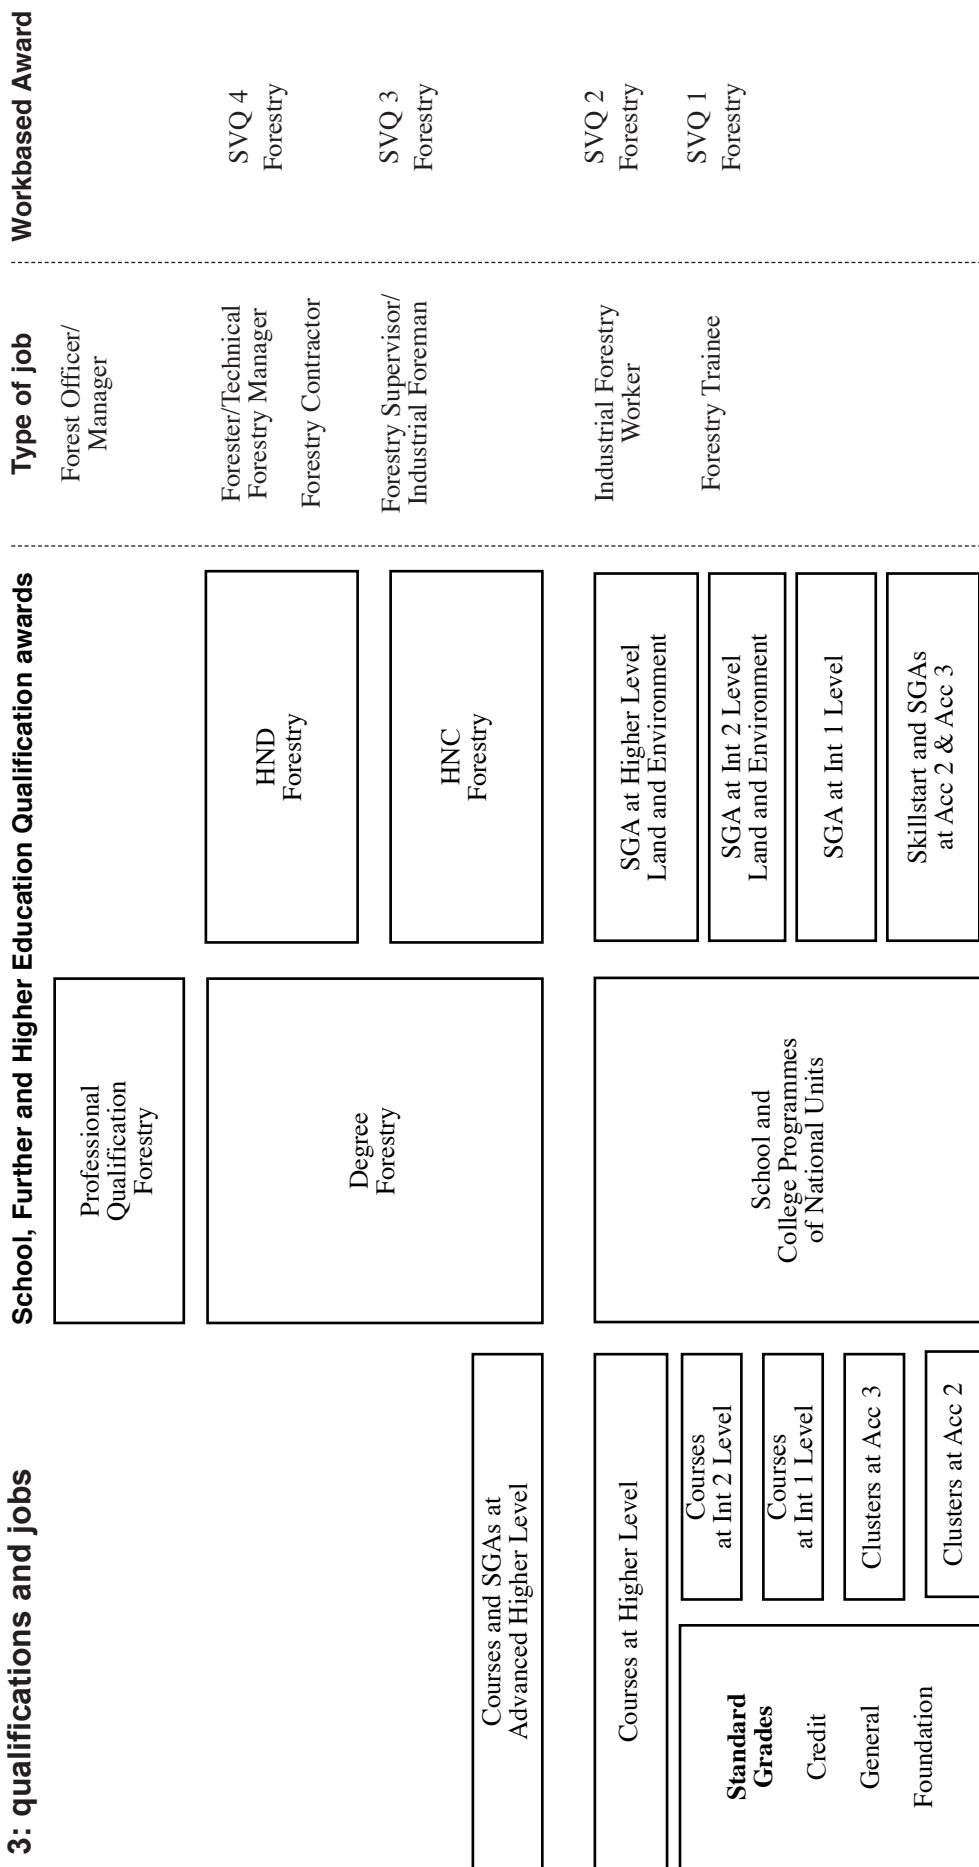 3: qualifications and jobs
School, Further and Higher Education Qualification awards
Type of job
Workbased Award
Professional
Qualification
Forestry
Forest Officer/
Manager
Degree
Forestry
HND
Forestry
Forester/Technical
Forestry Manager
Forestry Contractor
SVQ 4
Forestry
HNC
Forestry
Forestry Supervisor/
Industrial Foreman
SVQ 3
Forestry
Courses and SGAs at
Advanced Higher Level
Courses at Higher Level
School and
College Programmes
of National Units
SGA at Higher Level
Land and Environment
Industrial Forestry
Worker
SVQ 2
Forestry
Standard
Grades
Credit
General
Foundation
Courses
at Int 2 Level
SGA at Int 2 Level
Land and Environment
Forestry Trainee
SVQ 1
Forestry
Courses
at Int 1 Level
SGA at Int 1 Level
Clusters at Acc 3
Skillstart and SGAs
at Acc 2 & Acc 3
Clusters at Acc 2